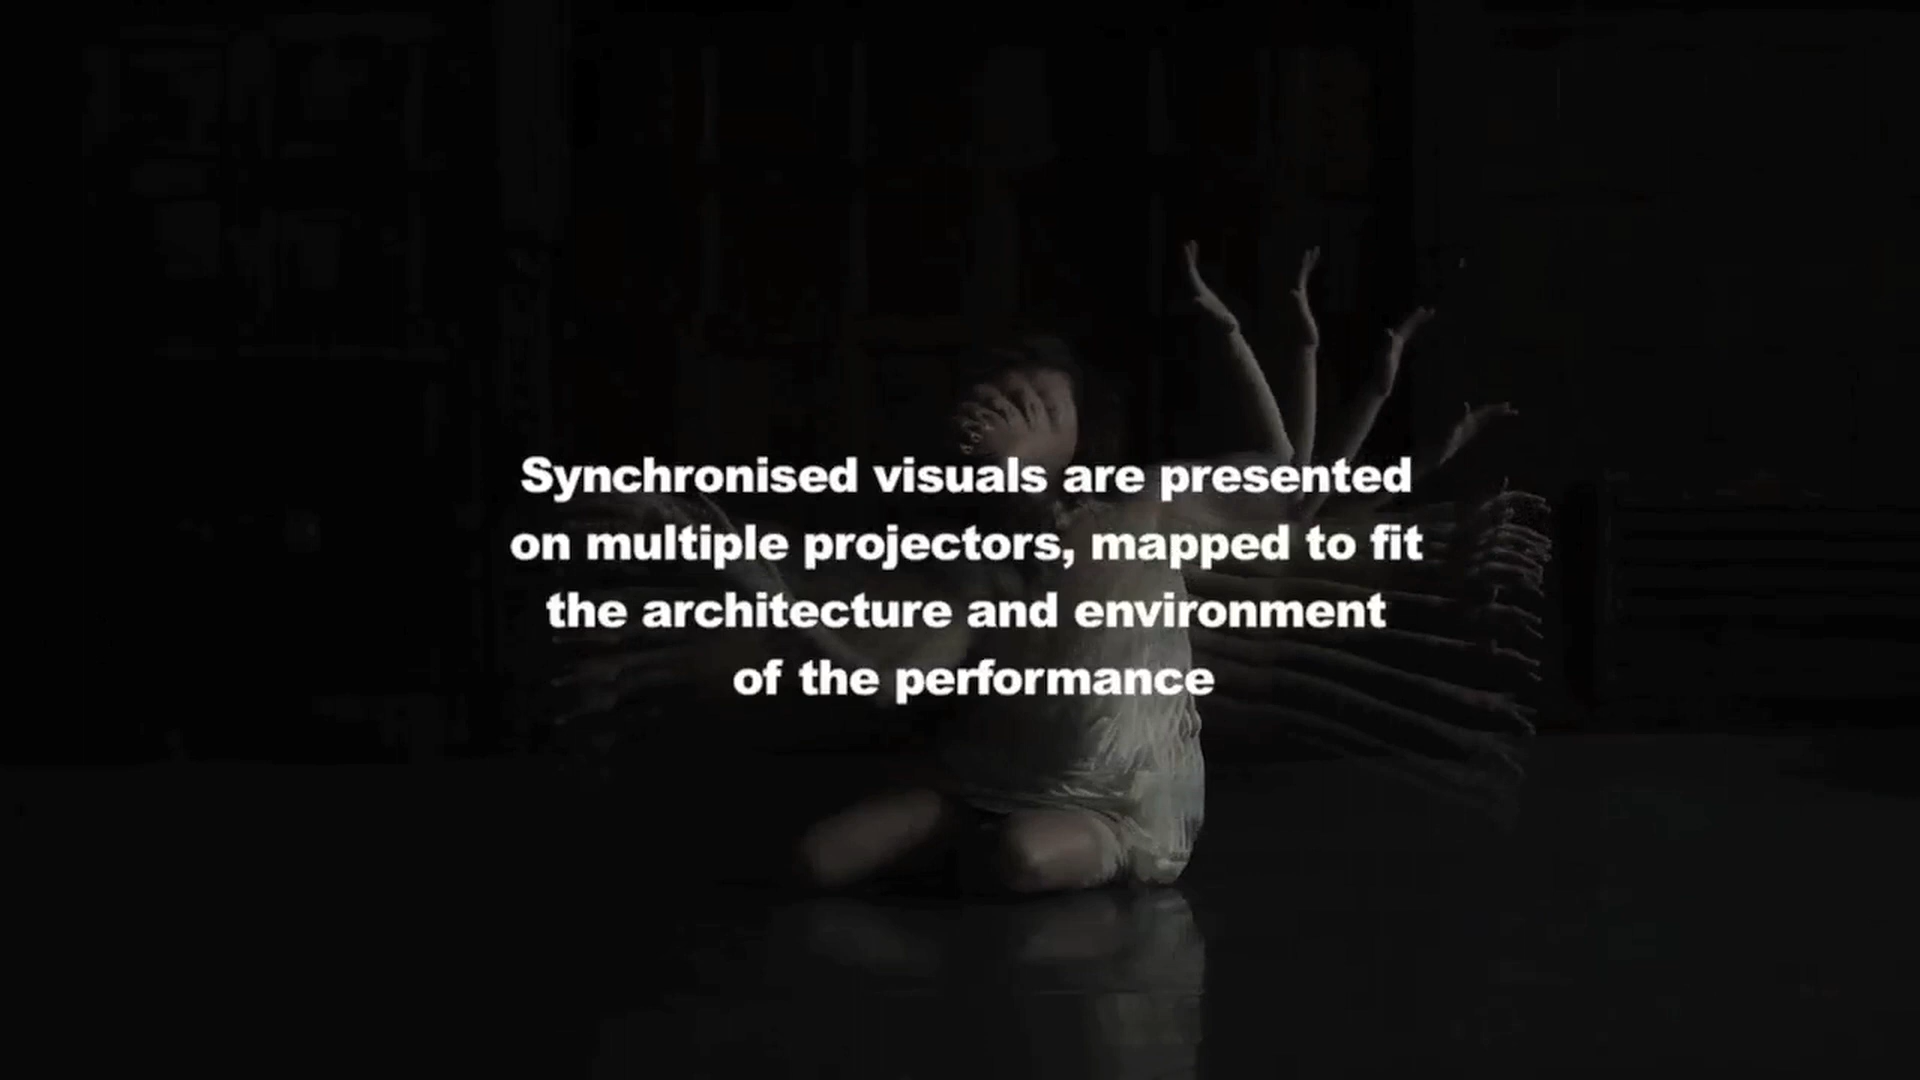 Synchronised visuals are presented
on multiple projectors, mapped to fit
the architecture and environment
of the performance